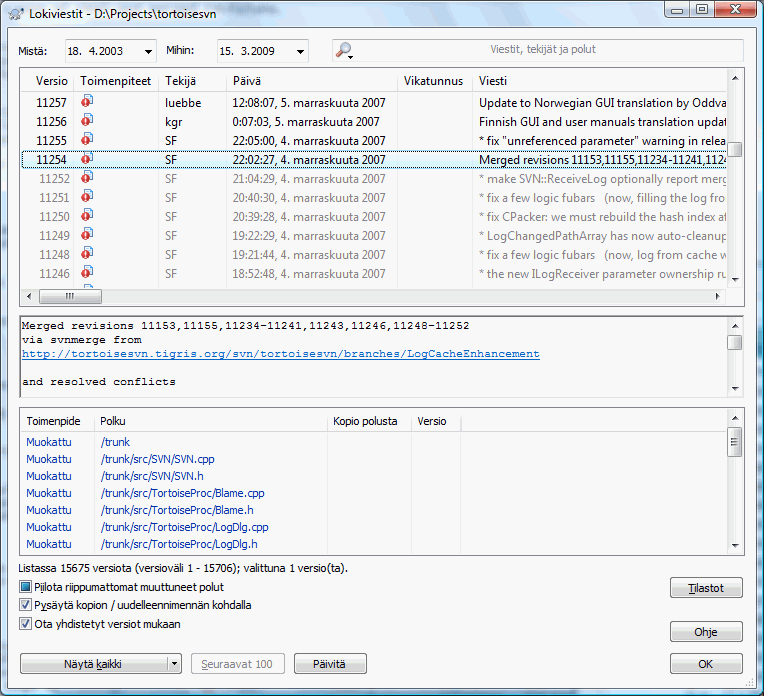 Lokiviestit - D:\Projects\tortoisesvn
Mistä: 18. 4.2003 Mihin: 15. 3.2009 Viestit, tekijät ja polut
Versio Toimenpiteet Tekijä Päivä Vikatunnus Viesti
11257 luebbe 12:08:07, 5. marraskuuta 2007 Update to Norwegian GUI translation by Oddva
11256 kgr 0:07:03, 5. marraskuuta 2007 Finnish GUI and user manuals translation updat
11255 SF 22:05:00, 4. marraskuuta 2007 * fix "unreferenced parameter" warning in relea
11254 SF 22:02:27, 4. marraskuuta 2007 Merged revisions 11153,11155,11234-11241,1124
11252 SF 21:04:29, 4. marraskuuta 2007 * make SVN::ReceiveLog optionally report merg
11251 SF 20:40:30, 4. marraskuuta 2007 * fix a few logic fubars (now, filling the log fro
11250 SF 20:39:28, 4. marraskuuta 2007 * fix CPacker: we must rebuild the hash index af
11249 SF 19:22:29, 4. marraskuuta 2007 * LogChangedPathArray has now auto-cleanup
11248 SF 19:21:44, 4. marraskuuta 2007 * fix a few logic fubars (now, log from cache w
11246 SF 18:52:48, 4. marraskuuta 2007 * the new ILogReceiver parameter ownership ru
Merged revisions 11153,11155,11234-11241,11243,11246,11248-11252
via svnmerge from
http://tortoisesvn.tigris.org/svn/tortoisesvn/branches/LogCacheEnhancement
and resolved conflicts
Toimenpide Polku Kopio polusta Versio
Muokattu /trunk
Muokattu /trunk/src/SVN/SVN.cpp
Muokattu /trunk/src/SVN/SVN.h
Muokattu /trunk/src/TortoiseProc/Blame.cpp
Muokattu /trunk/src/TortoiseProc/Blame.h
Muokattu /trunk/src/TortoiseProc/LogDlg.cpp
Muokattu /trunk/src/TortoiseProc/LogDlg.h
Listassa 15675 versiota (versioväli 1 - 15706); valittuna 1 versio(ta).
Piilota riippumattomat muuttuneet polut
Tilastot
Pysäytä kopion / uudelleennimennän kohdalla
Ota yhdistetyt versiot mukaan
Ohje
Näytä kaikki Seuraavat 100 Päivitä OK